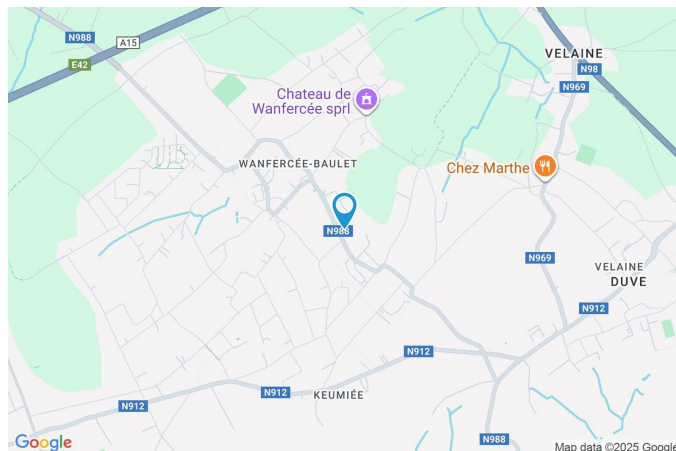 N988
A15
E42
VELAINE
N98
N969
Chateau de
Wanfercée sprl
WANFERCÉE-BAULET
Chez Marthe
N988
N969
VELAINE
DUVE
N912
N912
N912
N912
KEUMIÉE
N988
Google
Map data ©2025 Google